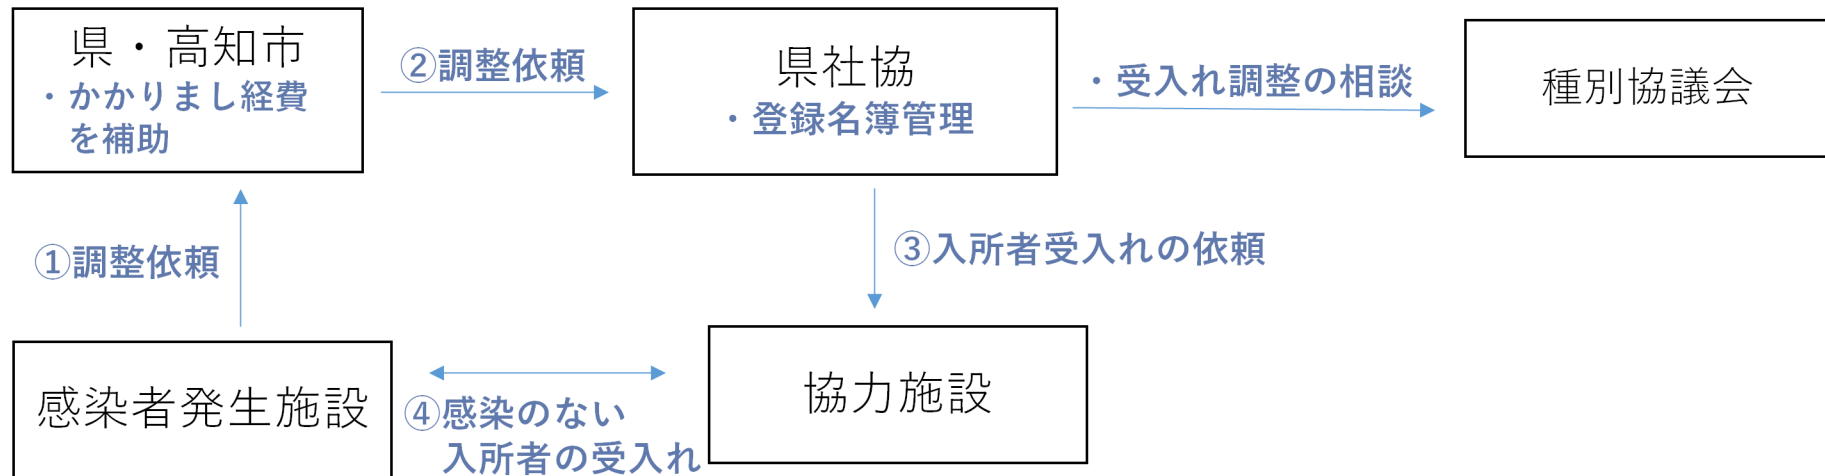 県・高知市
・かかりまし経費
を補助
②調整依頼
県社協
・登録名簿管理
・受入れ調整の相談
種別協議会
①調整依頼
③入所者受入れの依頼
感染者発生施設
④感染のない
入所者の受入れ
協力施設